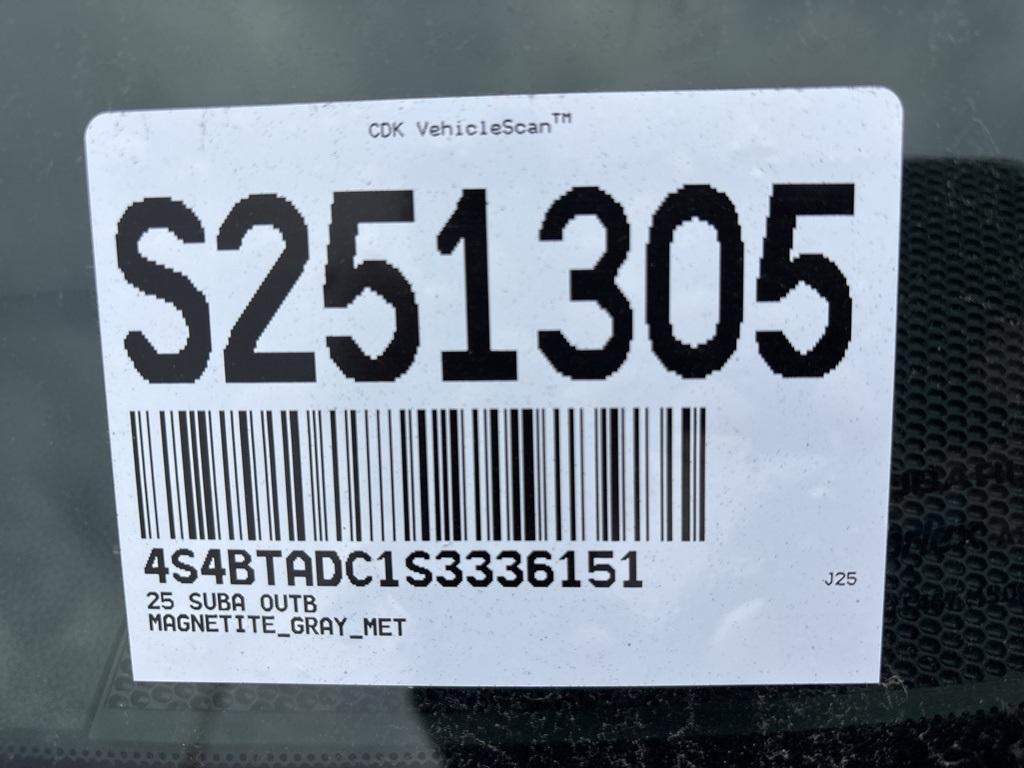 CDK VehicleScan™
S251305
4S4BTADC1S3336151
J25
25 SUBA OUTB
MAGNETITE_GRAY_MET